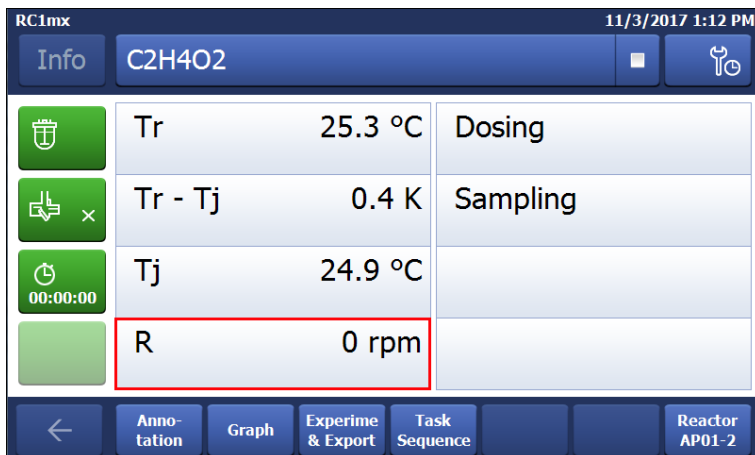 RC1mx 11/3/2017 1:12 PM
Info C2H4O2
Tr 25.3 °C Dosing
Tr - Tj 0.4 K Sampling
Tj 24.9 °C
00:00:00
R 0 rpm
Anno-
tation
Graph
Experime
& Export
Task
Sequence
Reactor
AP01-2